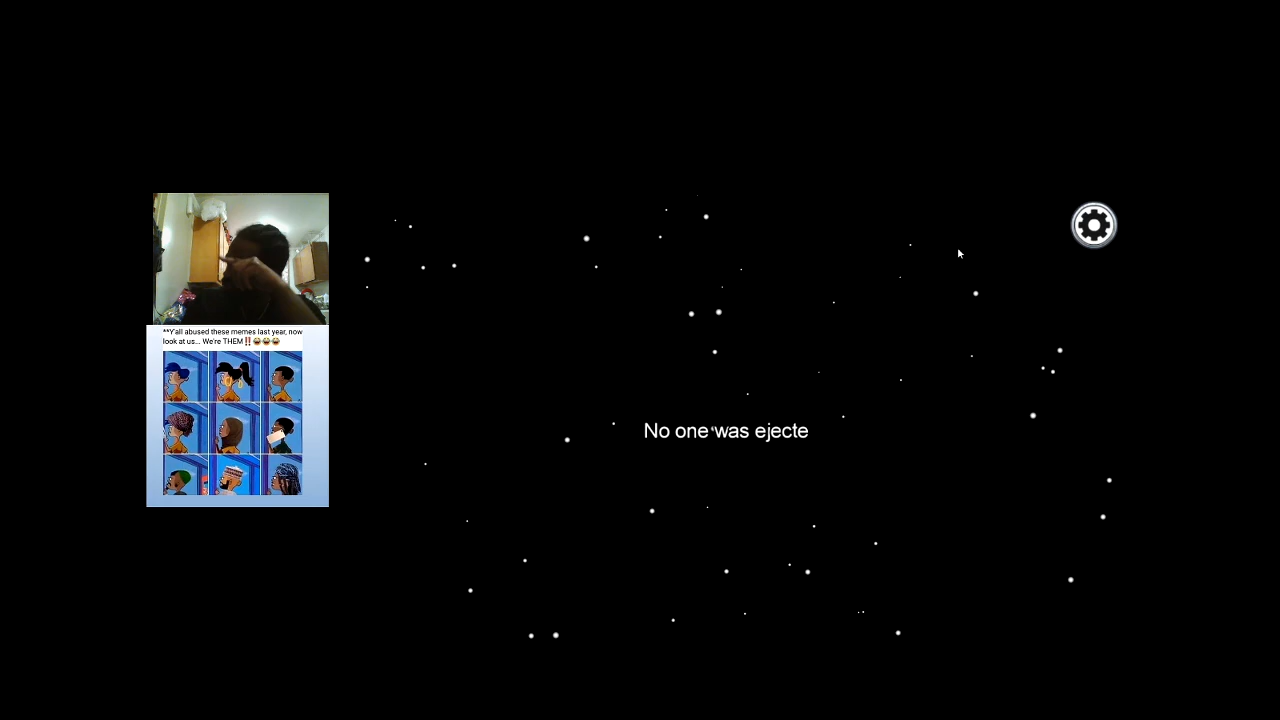 **Y'all abused these memes last year, now
look at us... We're THEM‼️😂😂😂
No one was ejecte